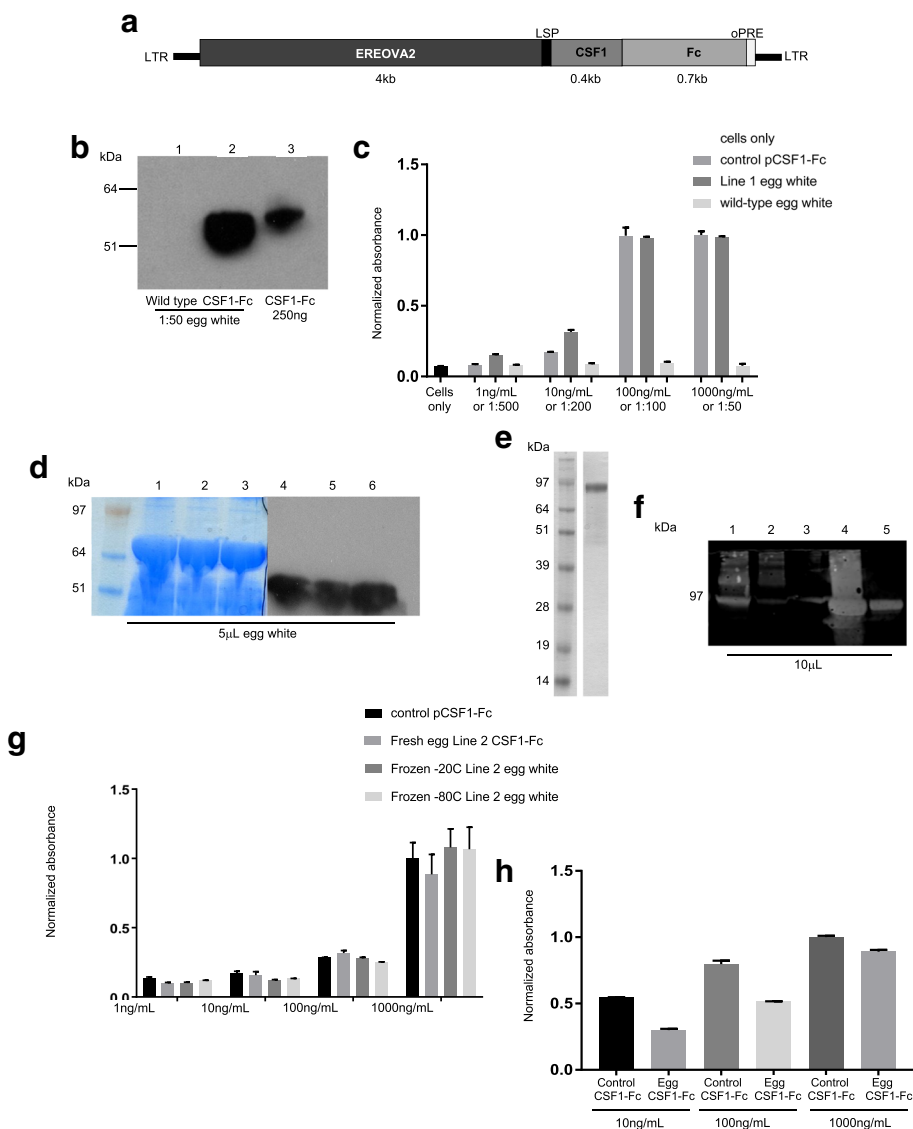 a
LSP
oPRE
LTR
EREOVA2
CSF1
Fc
LTR
4kb
0.4kb
0.7kb
b
kDa
1
2
3
64
51
Wild type
CSF1-Fc
CSF1-Fc
250ng
1:50 egg white
c
cells only
control pCSF1-Fc
Line 1 egg white
wild-type egg white
Normalized absorbance
1.5
1.0
0.5
0.0
Cells
only
1ng/mL
or 1:500
10ng/mL
or 1:200
100ng/mL
or 1:100
1000ng/mL
or 1:50
d
kDa
1
2
3
4
5
6
97
64
51
5µL egg white
e
kDa
97
64
51
39
28
19
14
f
kDa
1
2
3
4
5
97
10µL
g
control pCSF1-Fc
Fresh egg Line 2 CSF1-Fc
Frozen -20C Line 2 egg white
Frozen -80C Line 2 egg white
Normalized absorbance
1.5
1.0
0.5
0.0
1ng/mL
10ng/mL
100ng/mL
1000ng/mL
h
Normalized absorbance
1.5
1.0
0.5
0.0
Control
CSF1-Fc
Egg
CSF1-Fc
Control
CSF1-Fc
Egg
CSF1-Fc
Control
CSF1-Fc
Egg
CSF1-Fc
10ng/mL
100ng/mL
1000ng/mL